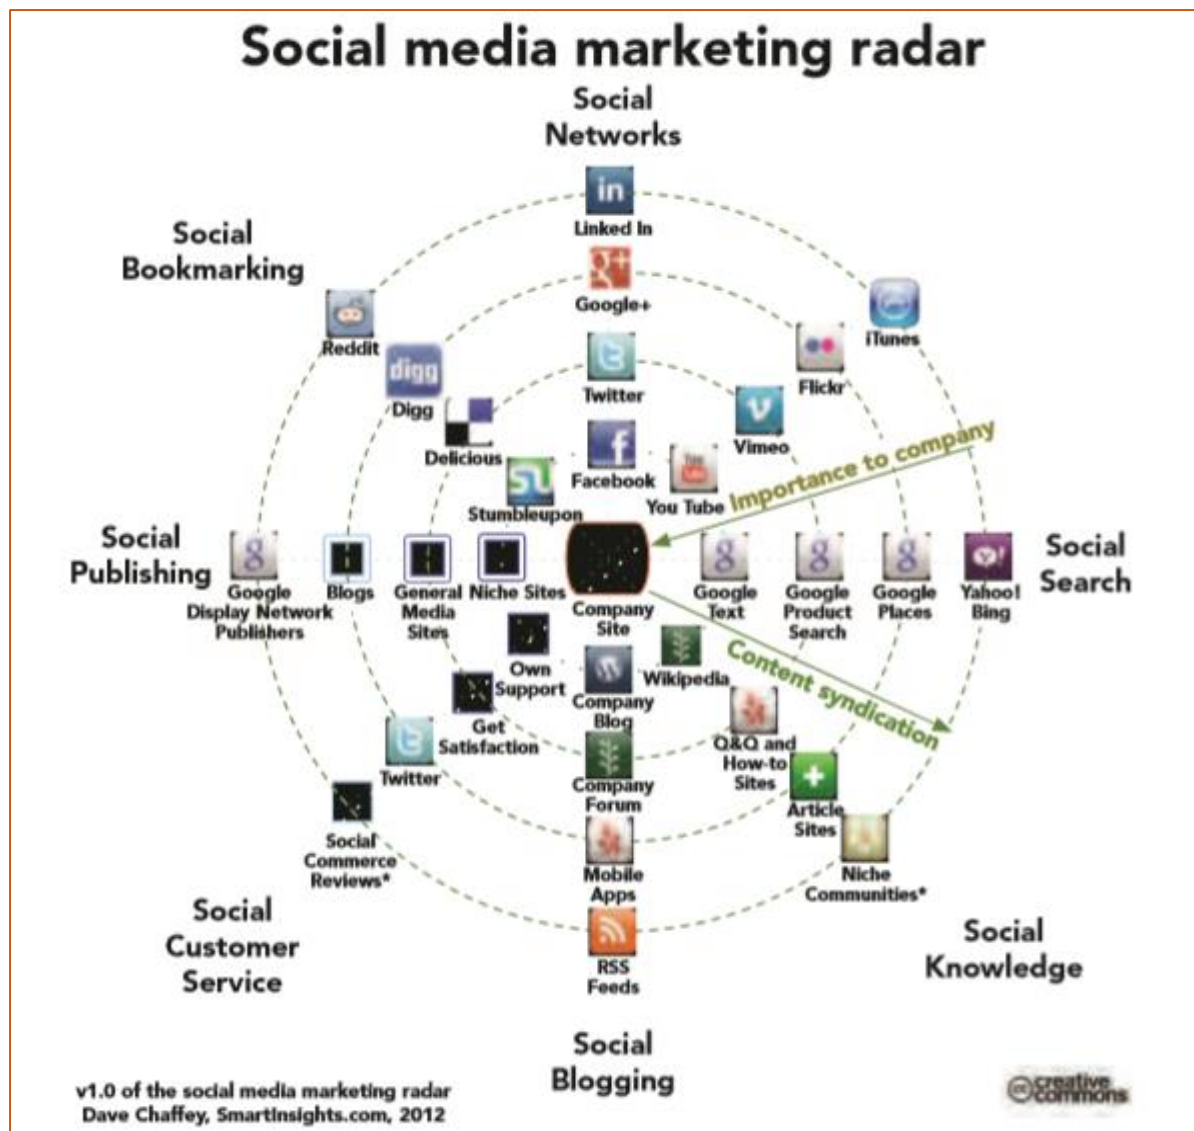 Social media marketing radar
Social
Networks
in
Linked In
Social
Bookmarking
g+
Google+
iTunes
Reddit
digg
Digg
t
Twitter
Flickr
v
Vimeo
Delicious
f
Facebook
You
Tube
You Tube
Importance to company
Stumbleupon
Social
Publishing
g
Google
Display Network
Publishers
Blogs
General
Media
Sites
Niche Sites
Company
Site
g
Google
Text
g
Google
Product
Search
g
Google
Places
Y!
Yahoo!
Bing
Social
Search
Own
Support
Company
Blog
Wikipedia
Content syndication
Get
Satisfaction
t
Twitter
Company
Forum
Q&Q and
How-to
Sites
Article
Sites
Social
Commerce
Reviews*
Mobile
Apps
Niche
Communities*
Social
Customer
Service
RSS
Feeds
Social
Knowledge
Social
Blogging
v1.0 of the social media marketing radar
Dave Chaffey, SmartInsights.com, 2012
cc creative
commons